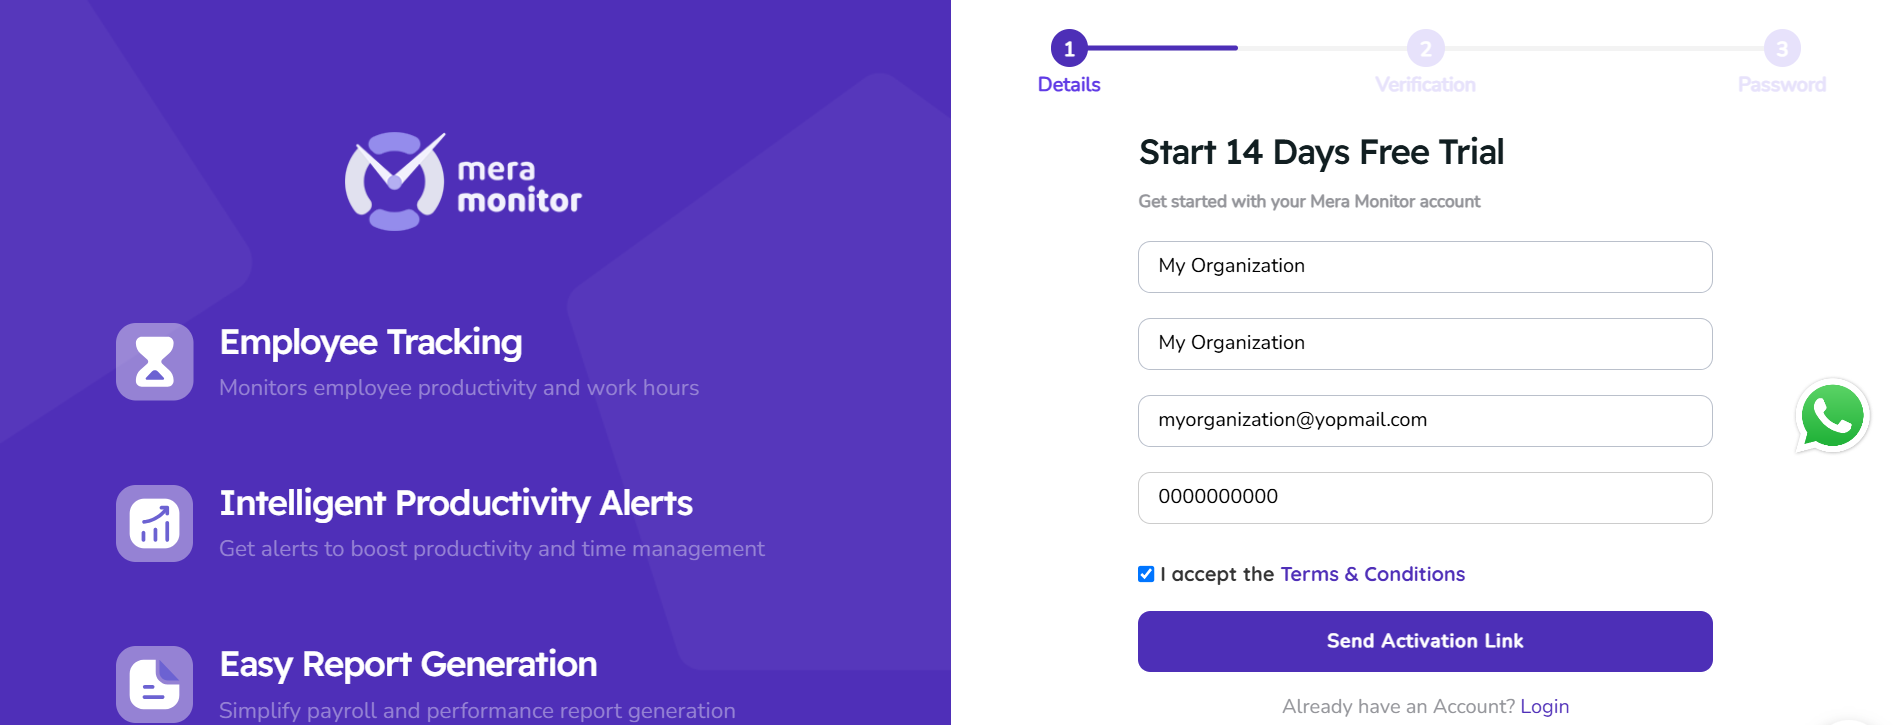 mera
monitor
Employee Tracking
Monitors employee productivity and work hours
Intelligent Productivity Alerts
Get alerts to boost productivity and time management
Easy Report Generation
Simplify payroll and performance report generation
1
2
3
Details
Verification
Password
Start 14 Days Free Trial
Get started with your Mera Monitor account
My Organization
My Organization
myorganization@yopmail.com
0000000000
I accept the Terms & Conditions
Send Activation Link
Already have an Account? Login